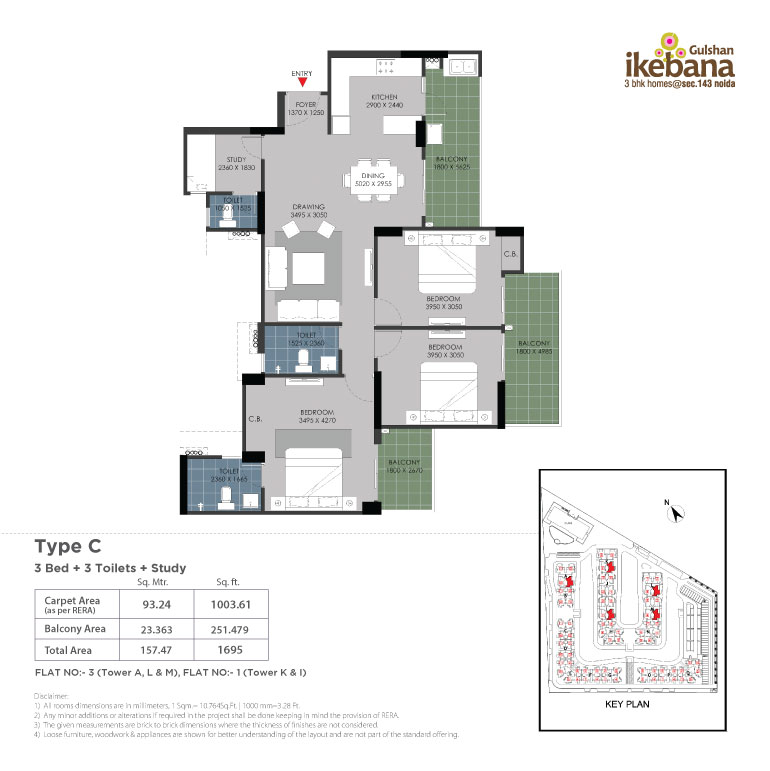 Gulshan
ikebana
3 bhk homes@sec.143 noida
ENTRY
FOYER
1370 X 1250
KITCHEN
2900 X 2440
STUDY
2360 X 1830
BALCONY
1800 X 5625
DINING
5020 X 2955
TOILET
1050 X 1525
DRAWING
3495 X 3050
C.B.
BEDROOM
3950 X 3050
TOILET
1525 X 2360
BEDROOM
3950 X 3050
BALCONY
1800 X 4985
C.B.
BEDROOM
3495 X 4270
TOILET
2360 X 1665
BALCONY
1800 X 2670
N
KEY PLAN
Type C
3 Bed + 3 Toilets + Study
Sq. Mtr. Sq. ft.
Carpet Area (as per RERA) 93.24 1003.61
Balcony Area 23.363 251.479
Total Area 157.47 1695
FLAT NO:- 3 (Tower A, L & M), FLAT NO:- 1 (Tower K & I)
Disclaimer:
1) All rooms dimensions are in millimeters, 1 Sqm = 10.764Sq.Ft. | 1000 mm=3.28 Ft.
2) Any minor additions or alterations if required in the project shall be done keeping in mind the provision of RERA.
3) The given measurements are brick to brick dimensions where the thickness of finishes are not considered.
4) Loose furniture, woodwork & appliances are shown for better understanding of the layout and are not part of the standard offering.